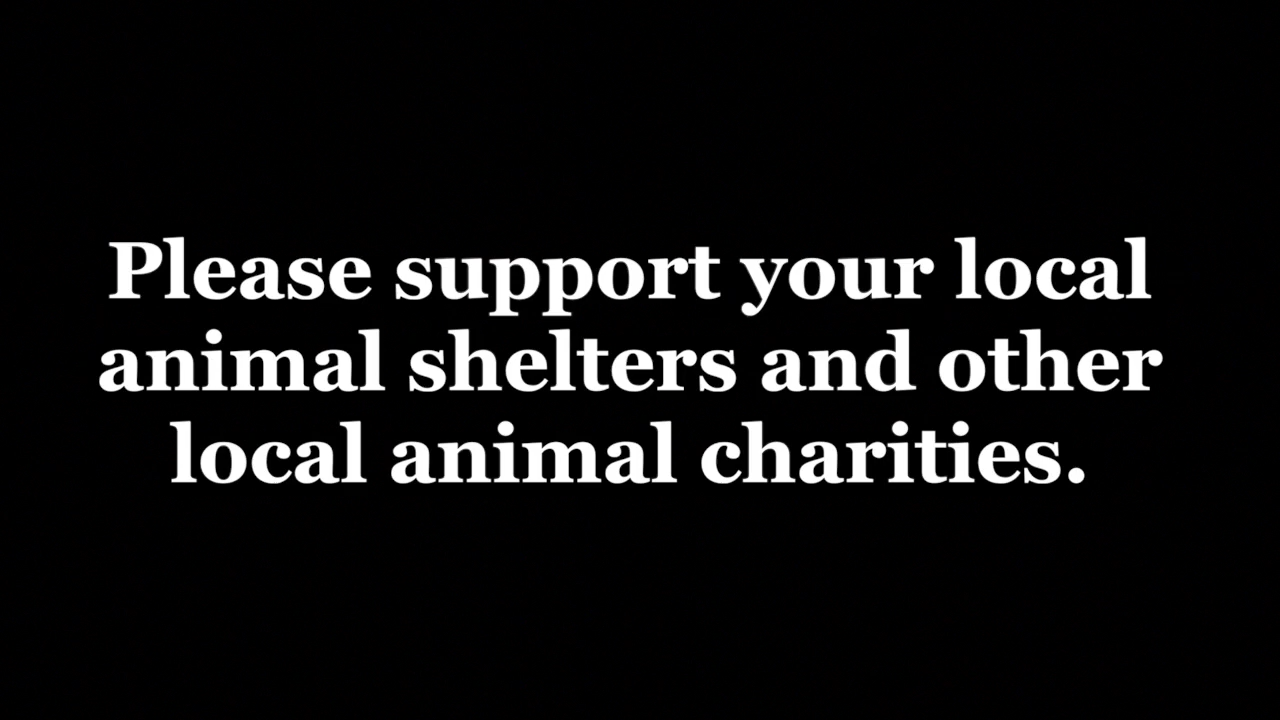 Please support your local
animal shelters and other
local animal charities.